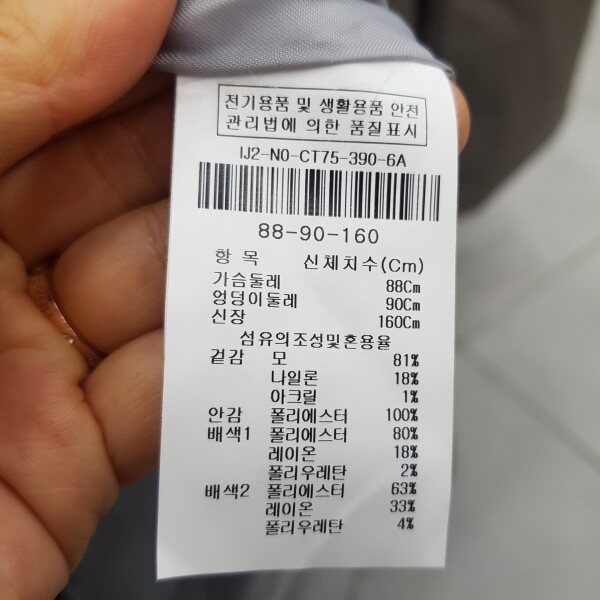 전기용품 및 생활용품 안전
관리법에 의한 품질표시
IJ2-N0-CT75-390-6A
88-90-160
항 목 신체치수(Cm)
가슴둘레 88Cm
엉덩이둘레 90Cm
신장 160Cm
섬유의조성및혼용율
겉감 모 81%
나일론 18%
아크릴 1%
안감 폴리에스터 100%
배색1 폴리에스터 80%
레이온 18%
폴리우레탄 2%
배색2 폴리에스터 63%
레이온 33%
폴리우레탄 4%